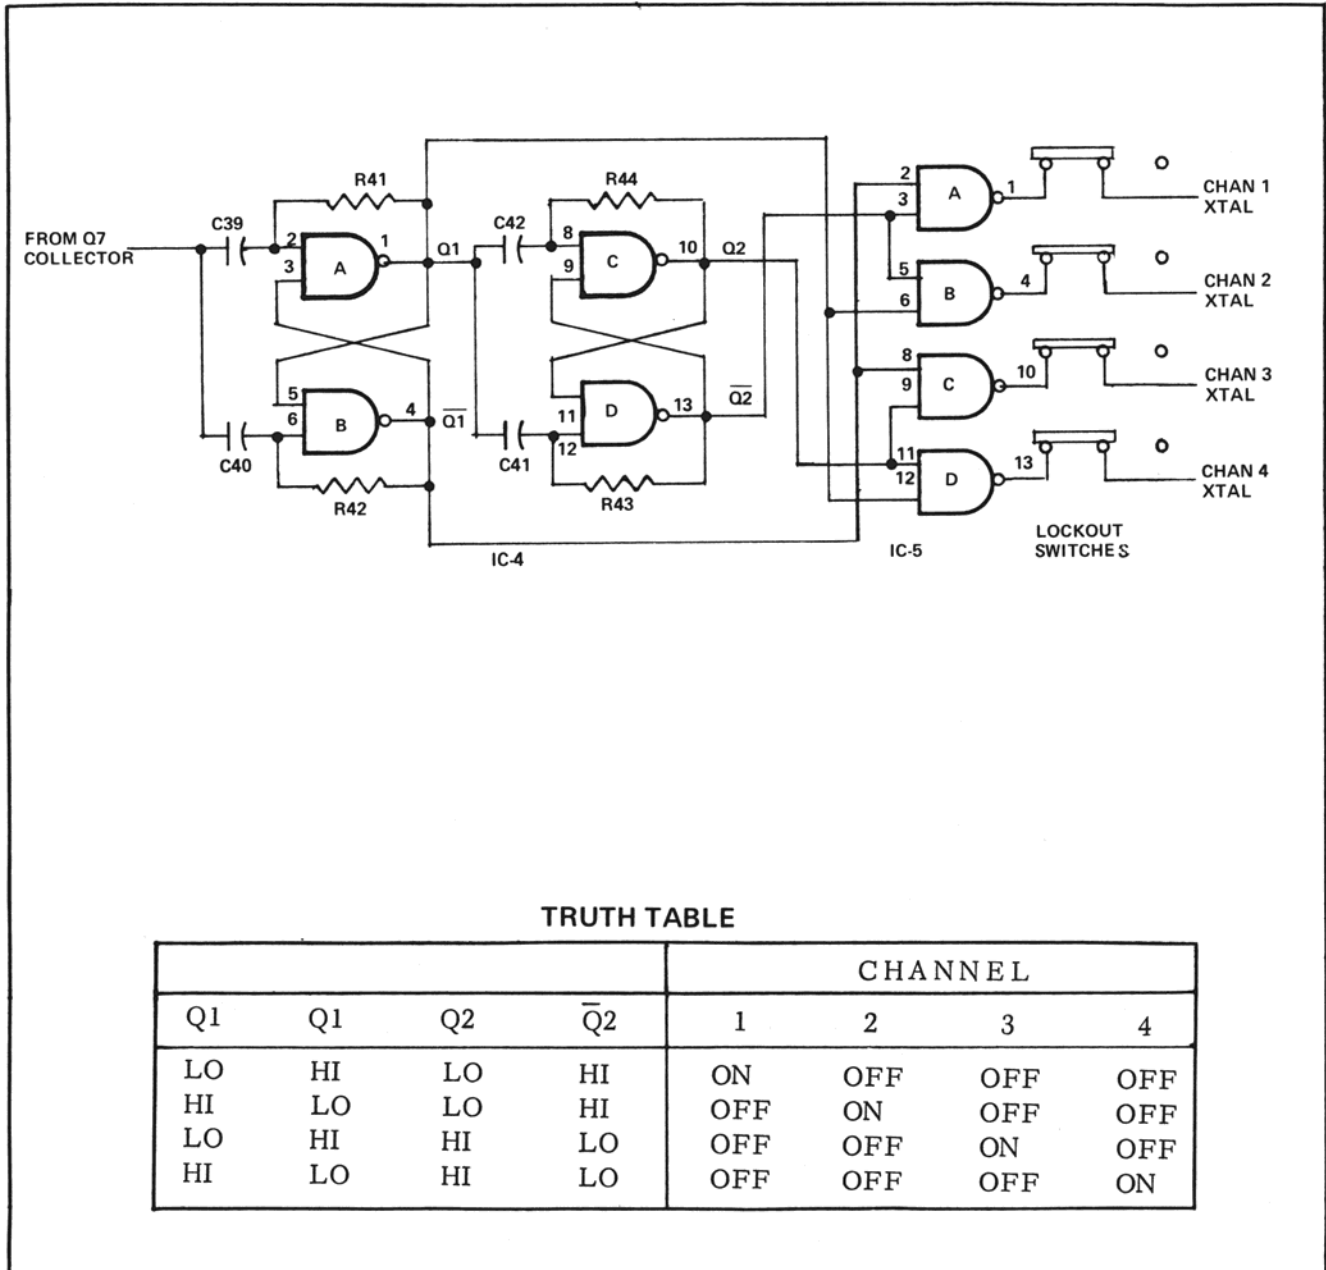 FROM Q7
COLLECTOR
C39
C40
R41
2
3
A
1
Q1
5
6
B
4
Q1̅
R42
C42
C41
R44
8
9
C
10
Q2
11
12
D
13
Q2̅
R43
IC-4
2
3
A
1
CHAN 1
XTAL
5
6
B
4
CHAN 2
XTAL
8
9
C
10
CHAN 3
XTAL
11
12
D
13
CHAN 4
XTAL
IC-5
LOCKOUT
SWITCHES
TRUTH TABLE
CHANNEL
Q1 Q1 Q2 Q̅2 1 2 3 4
LO HI LO HI ON OFF OFF OFF
HI LO LO HI OFF ON OFF OFF
LO HI HI LO OFF OFF ON OFF
HI LO HI LO OFF OFF OFF ON